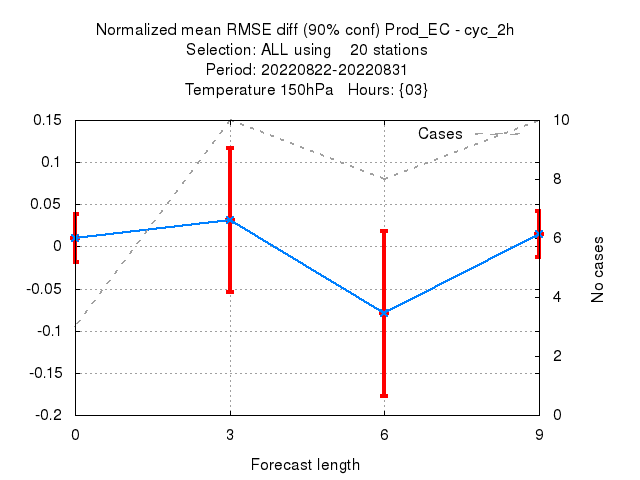 Normalized mean RMSE diff (90% conf) Prod_EC - cyc_2h
Selection: ALL using    20 stations
Period: 20220822-20220831
Temperature 150hPa   Hours: {03}
0.15
0.1
0.05
0
-0.05
-0.1
-0.15
-0.2
Cases
10
8
6
4
2
0
No cases
0 3 6 9
Forecast length